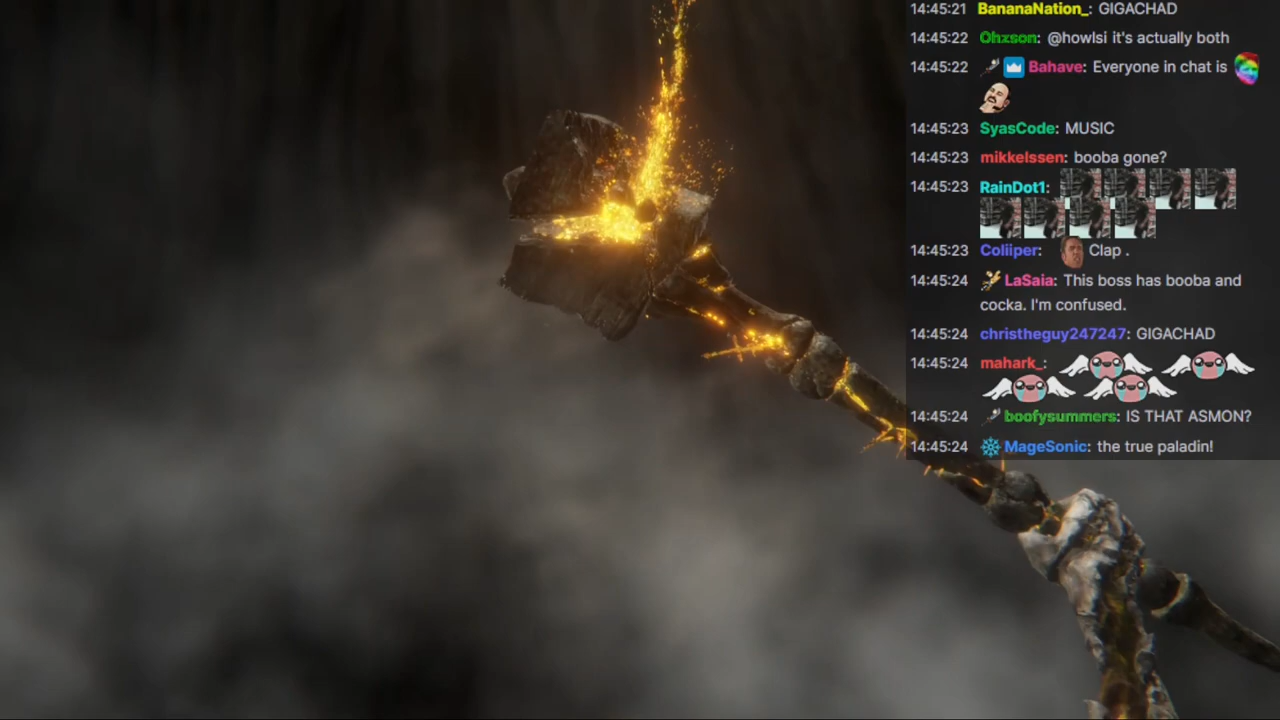 14:45:21 BananaNation_: GIGACHAD
14:45:22 Ohxson: @howlsi it's actually both
14:45:22 Bahave: Everyone in chat is
14:45:23 SyasCode: MUSIC
14:45:23 mikkelssen: booba gone?
14:45:23 RainDot1:
14:45:23 Coliiper: Clap .
14:45:24 LaSaia: This boss has booba and
cocka. I'm confused.
14:45:24 christheguy247247: GIGACHAD
14:45:24 mahark_:
14:45:24 boofysummers: IS THAT ASMON?
14:45:24 MageSonic: the true paladin!